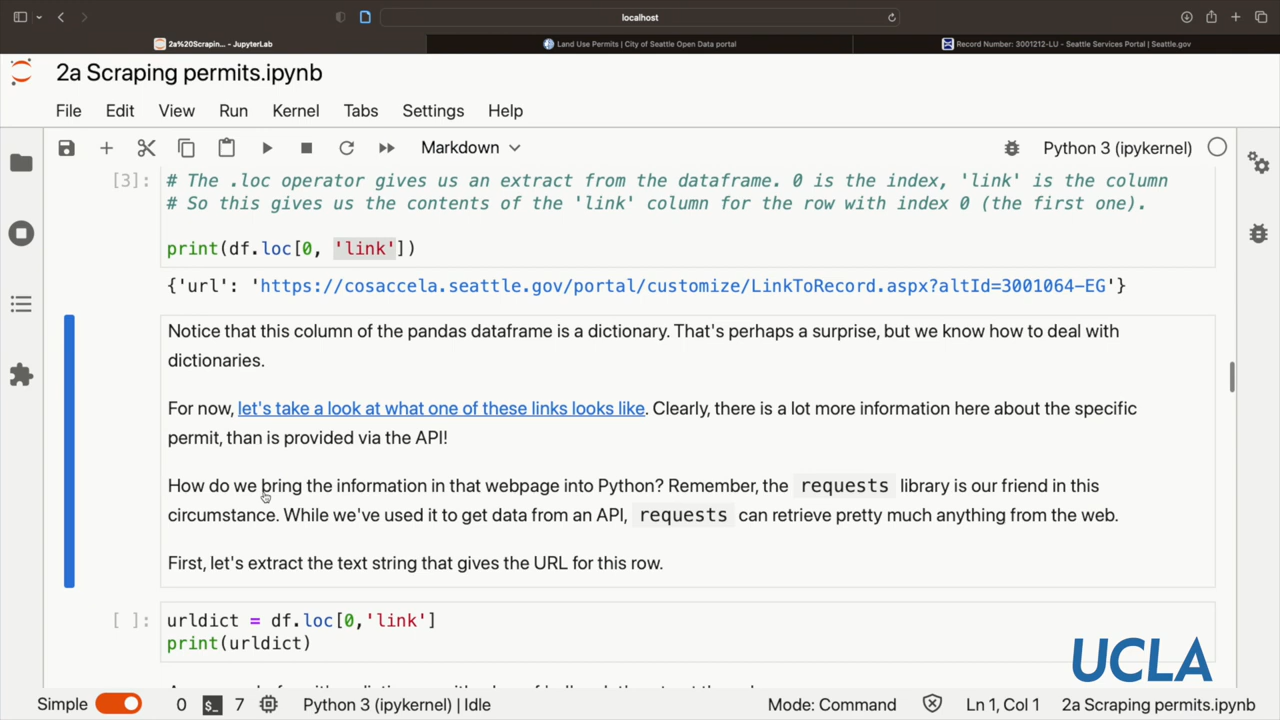 localhost
2a%20Scrapin... - JupyterLab
Land Use Permits | City of Seattle Open Data portal
Record Number: 3001212-LU - Seattle Services Portal | Seattle.gov
2a Scraping permits.ipynb
File Edit View Run Kernel Tabs Settings Help
Markdown
Python 3 (ipykernel)
[3]: # The .loc operator gives us an extract from the dataframe. 0 is the index, 'link' is the column
# So this gives us the contents of the 'link' column for the row with index 0 (the first one).
print(df.loc[0, 'link'])
{'url': 'https://cosaccela.seattle.gov/portal/customize/LinkToRecord.aspx?altId=3001064-EG'}
Notice that this column of the pandas dataframe is a dictionary. That's perhaps a surprise, but we know how to deal with
dictionaries.
For now, let's take a look at what one of these links looks like. Clearly, there is a lot more information here about the specific
permit, than is provided via the API!
How do we bring the information in that webpage into Python? Remember, the requests library is our friend in this
circumstance. While we've used it to get data from an API, requests can retrieve pretty much anything from the web.
First, let's extract the text string that gives the URL for this row.
[ ]: urldict = df.loc[0,'link']
print(urldict)
UCLA
Simple 0 7 Python 3 (ipykernel) | Idle Mode: Command Ln 1, Col 1 2a Scraping permits.ipynb